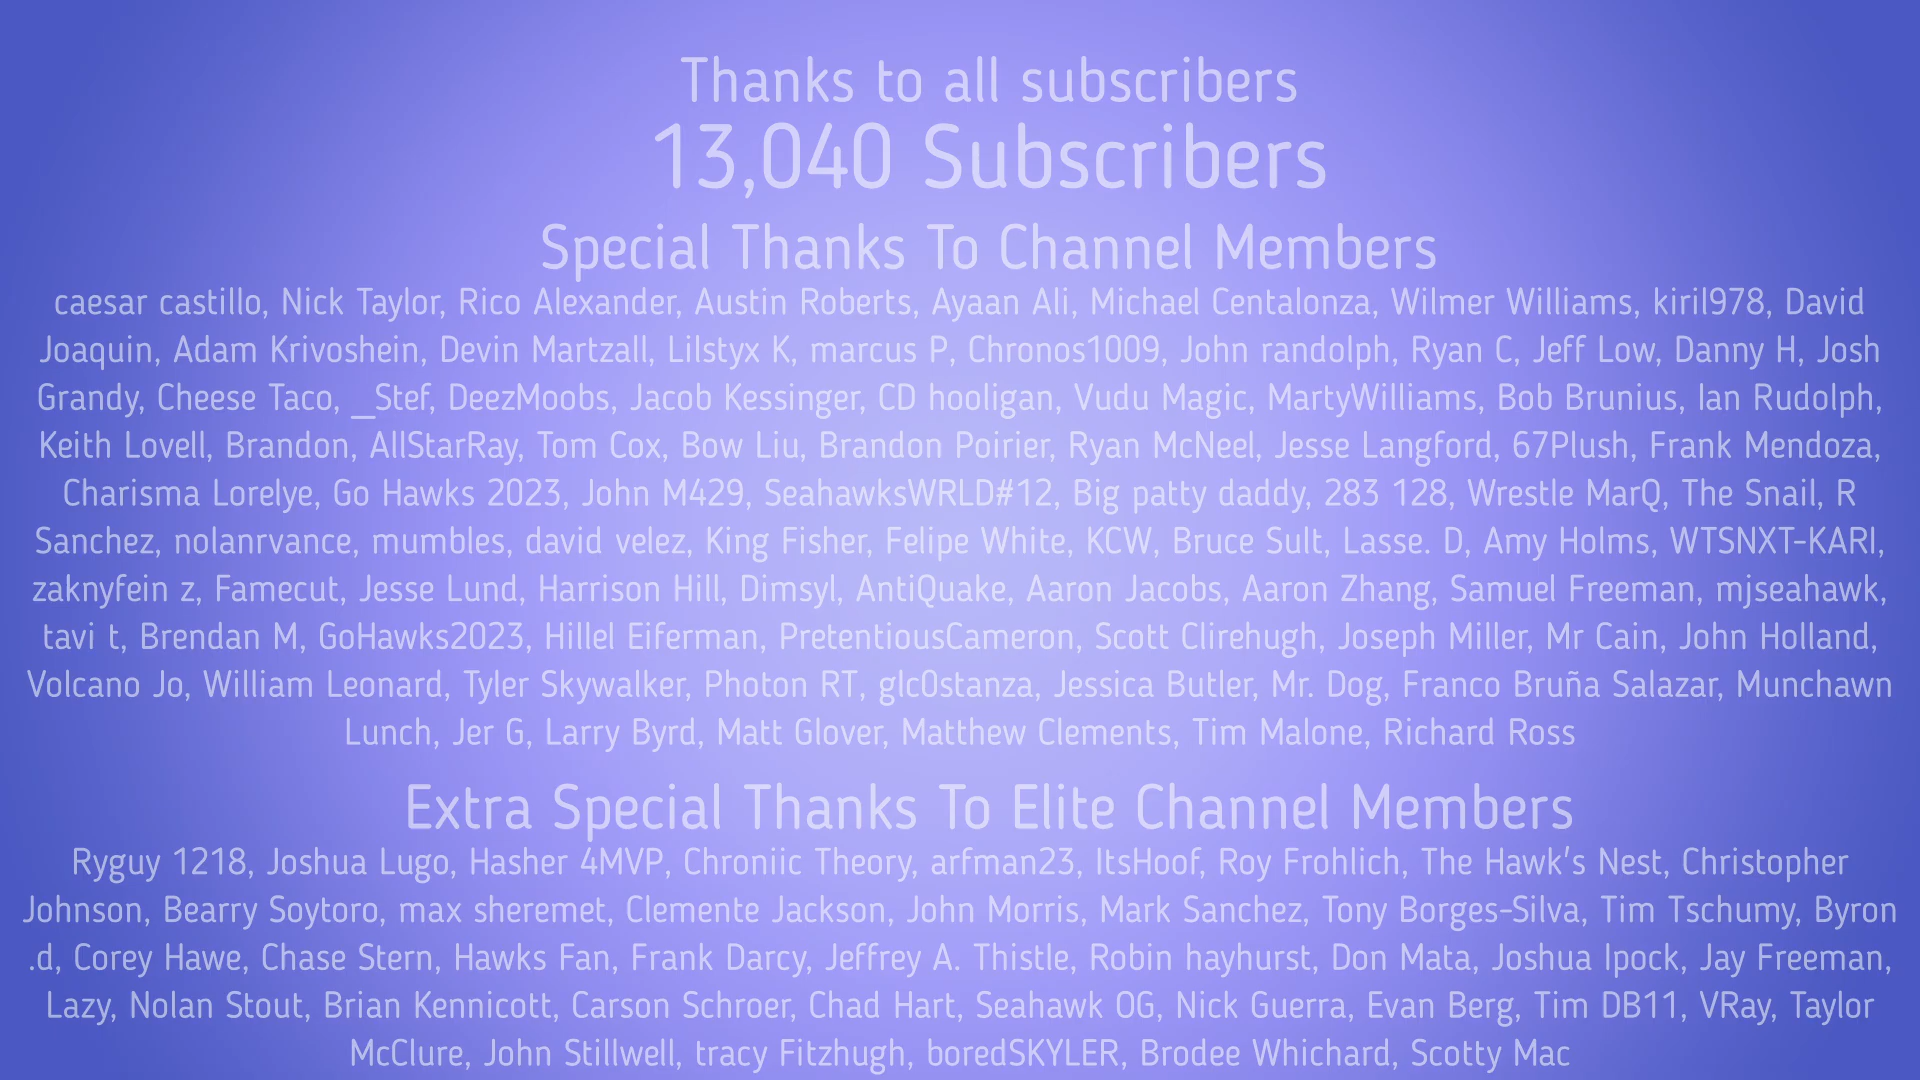 Thanks to all subscribers
13,040 Subscribers
Special Thanks To Channel Members
caesar castillo, Nick Taylor, Rico Alexander, Austin Roberts, Ayaan Ali, Michael Centalonza, Wilmer Williams, kiril978, David
Joaquin, Adam Krivoshein, Devin Martzall, Lilstyx K, marcus P, Chronos1009, John randolph, Ryan C, Jeff Low, Danny H, Josh
Grandy, Cheese Taco, __Stef, DeezMoobs, Jacob Kessinger, CD hooligan, Vudu Magic, MartyWilliams, Bob Brunius, Ian Rudolph,
Keith Lovell, Brandon, AllStarRay, Tom Cox, Bow Liu, Brandon Poirier, Ryan McNeel, Jesse Langford, 67Plush, Frank Mendoza,
Charisma Lorelye, Go Hawks 2023, John M429, SeahawksWRLD#12, Big patty daddy, 283 128, Wrestle MarQ, The Snail, R
Sanchez, nolanrvance, mumbles, david velez, King Fisher, Felipe White, KCW, Bruce Sult, Lasse. D, Amy Holms, WTSNXT-KARI,
zaknyfein z, Famecut, Jesse Lund, Harrison Hill, Dimsyl, AntiQuake, Aaron Jacobs, Aaron Zhang, Samuel Freeman, mjseahawk,
tavi t, Brendan M, GoHawks2023, Hillel Eiferman, PretentiousCameron, Scott Clirehugh, Joseph Miller, Mr Cain, John Holland,
Volcano Jo, William Leonard, Tyler Skywalker, Photon RT, glc0stanza, Jessica Butler, Mr. Dog, Franco Bruña Salazar, Munchawn
Lunch, Jer G, Larry Byrd, Matt Glover, Matthew Clements, Tim Malone, Richard Ross
Extra Special Thanks To Elite Channel Members
Ryguy 1218, Joshua Lugo, Hasher 4MVP, Chroniic Theory, arfman23, ItsHoof, Roy Frohlich, The Hawk's Nest, Christopher
Johnson, Bearry Soytoro, max sheremet, Clemente Jackson, John Morris, Mark Sanchez, Tony Borges-Silva, Tim Tschumy, Byron
.d, Corey Hawe, Chase Stern, Hawks Fan, Frank Darcy, Jeffrey A. Thistle, Robin hayhurst, Don Mata, Joshua Ipock, Jay Freeman,
Lazy, Nolan Stout, Brian Kennicott, Carson Schroer, Chad Hart, Seahawk OG, Nick Guerra, Evan Berg, Tim DB11, VRay, Taylor
McClure, John Stillwell, tracy Fitzhugh, boredSKYLER, Brodee Whichard, Scotty Mac